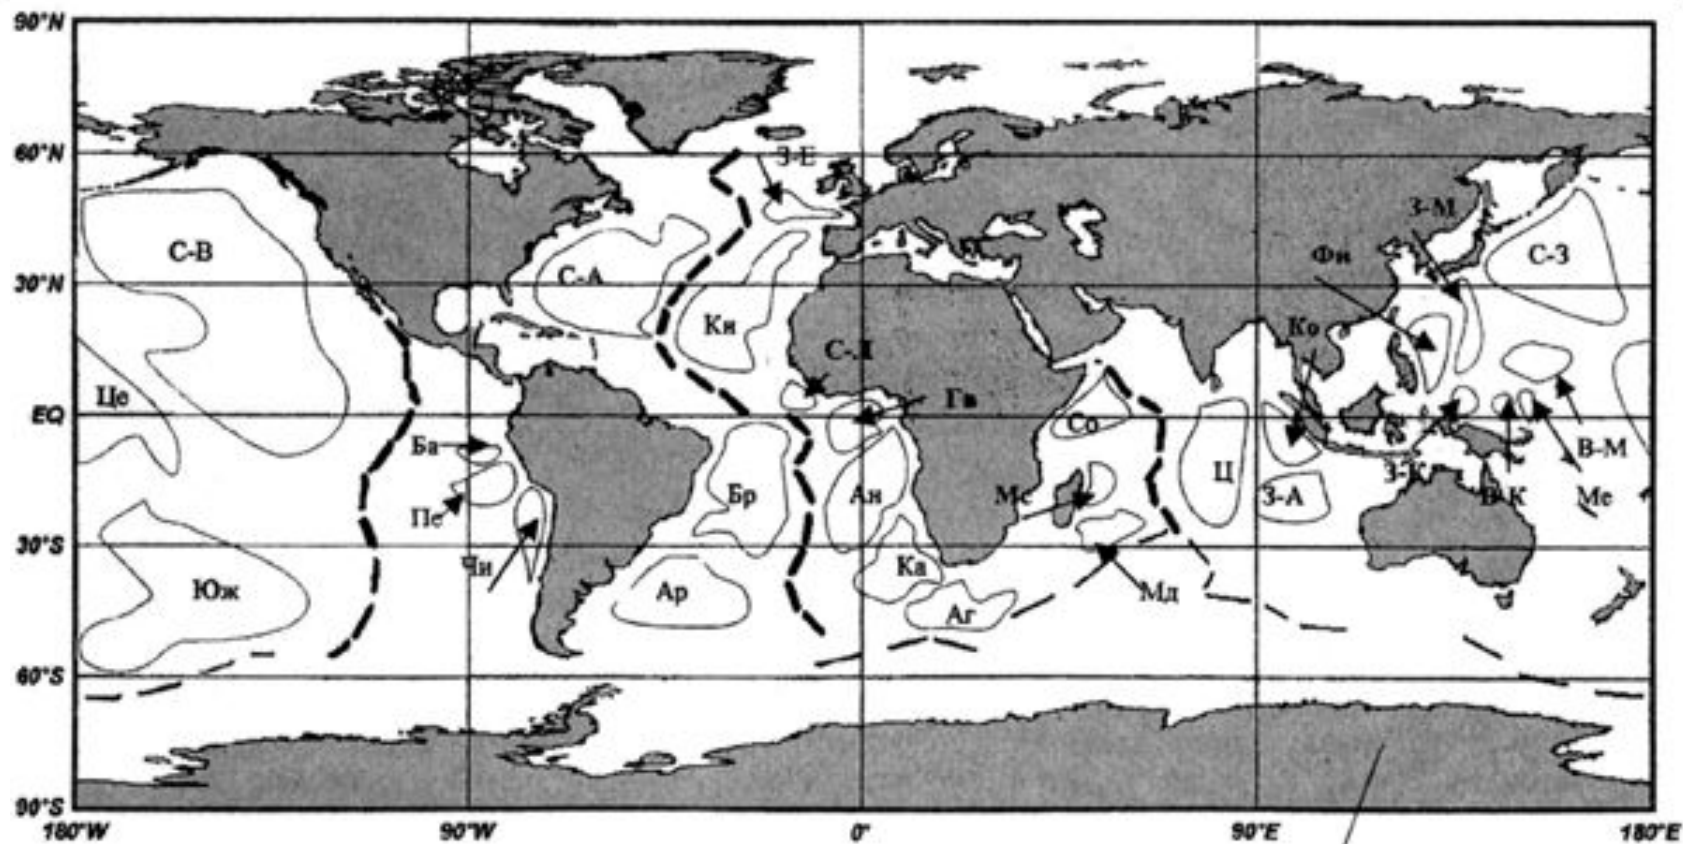 90°N
60°N
З-Е
З-М
С-В
Фи
С-З
30°N
С-А
Кн
С-Л
Ко
Це
EQ
Гв
Со
Ба
В-М
З-К
Пе
Бр
Ан
Мс
Ц
З-А
В-К
Ме
30°S
Чи
Юж
Ар
Ка
Аг
Мд
60°S
90°S
180°W
90°W
0°
90°E
180°E